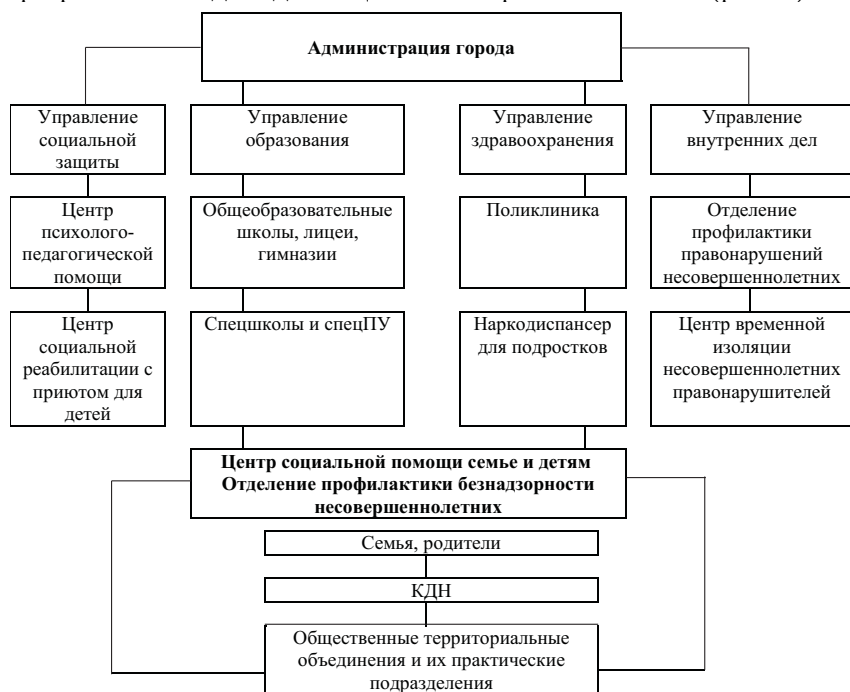 Администрация города
Управление
социальной
защиты
Управление
образования
Управление
здравоохранения
Управление
внутренних дел
Центр
психолого-
педагогической
помощи
Общеобразовательные
школы, лицеи,
гимназии
Поликлиника
Отделение
профилактики
правонарушений
несовершеннолетних
Центр
социальной
реабилитации с
приютом для
детей
Спецшколы и спецПУ
Наркодиспансер
для подростков
Центр временной
изоляции
несовершеннолетних
правонарушителей
Центр социальной помощи семье и детям
Отделение профилактики безнадзорности
несовершеннолетних
Семья, родители
КДН
Общественные территориальные
объединения и их практические
подразделения